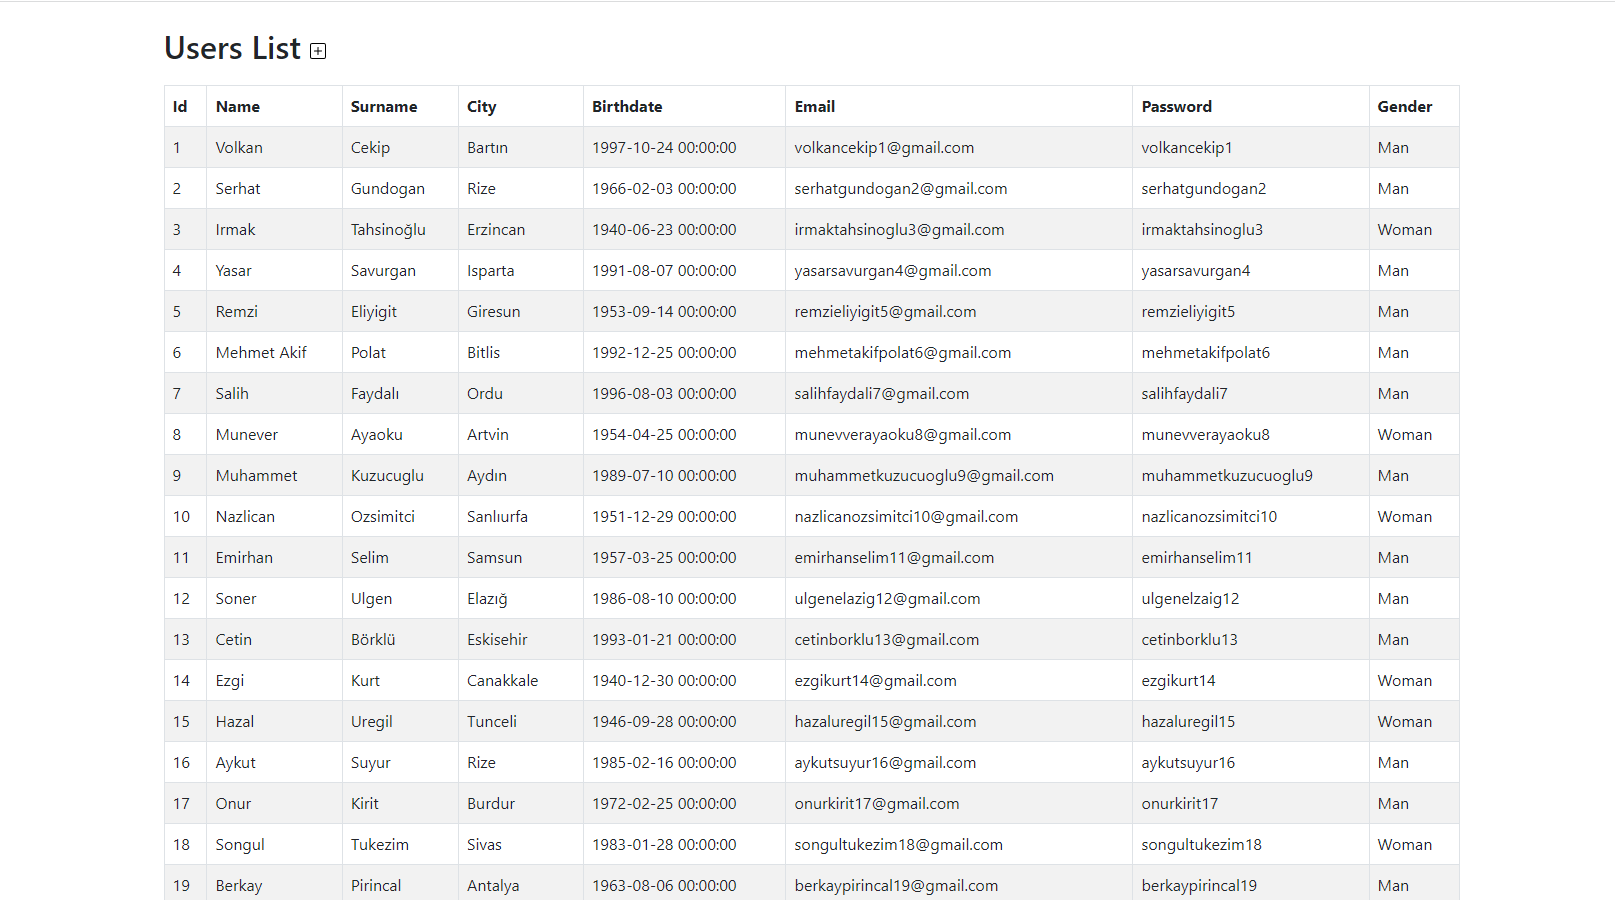 Users List
Id Name Surname City Birthdate Email Password Gender
1 Volkan Cekip Bartın 1997-10-24 00:00:00 volkancekip1@gmail.com volkancekip1 Man
2 Serhat Gundogan Rize 1966-02-03 00:00:00 serhatgundogan2@gmail.com serhatgundogan2 Man
3 Irmak Tahsinoğlu Erzincan 1940-06-23 00:00:00 irmaktahsinoglu3@gmail.com irmaktahsinoglu3 Woman
4 Yasar Savurgan Isparta 1991-08-07 00:00:00 yasarsavurgan4@gmail.com yasarsavurgan4 Man
5 Remzi Eliyigit Giresun 1953-09-14 00:00:00 remzieliyigit5@gmail.com remzieliyigit5 Man
6 Mehmet Akif Polat Bitlis 1992-12-25 00:00:00 mehmetakifpolat6@gmail.com mehmetakifpolat6 Man
7 Salih Faydalı Ordu 1996-08-03 00:00:00 salihfaydali7@gmail.com salihfaydali7 Man
8 Munever Ayaoku Artvin 1954-04-25 00:00:00 munevverayaoku8@gmail.com munevverayaoku8 Woman
9 Muhammet Kuzucuglu Aydın 1989-07-10 00:00:00 muhammetkuzucuoglu9@gmail.com muhammetkuzucuoglu9 Man
10 Nazlican Ozsimitci Sanlıurfa 1951-12-29 00:00:00 nazlicanozsimitci10@gmail.com nazlicanozsimitci10 Woman
11 Emirhan Selim Samsun 1957-03-25 00:00:00 emirhanselim11@gmail.com emirhanselim11 Man
12 Soner Ulgen Elazığ 1986-08-10 00:00:00 ulgenelazig12@gmail.com ulgenelzaig12 Man
13 Cetin Börklü Eskisehir 1993-01-21 00:00:00 cetinborklu13@gmail.com cetinborklu13 Man
14 Ezgi Kurt Canakkale 1940-12-30 00:00:00 ezgikurt14@gmail.com ezgikurt14 Woman
15 Hazal Uregil Tunceli 1946-09-28 00:00:00 hazaluregil15@gmail.com hazaluregil15 Woman
16 Aykut Suyur Rize 1985-02-16 00:00:00 aykutsuyur16@gmail.com aykutsuyur16 Man
17 Onur Kirit Burdur 1972-02-25 00:00:00 onurkirit17@gmail.com onurkirit17 Man
18 Songul Tukezim Sivas 1983-01-28 00:00:00 songultukezim18@gmail.com songultukezim18 Woman
19 Berkay Pirincal Antalya 1963-08-06 00:00:00 berkaypirincal19@gmail.com berkaypirincal19 Man